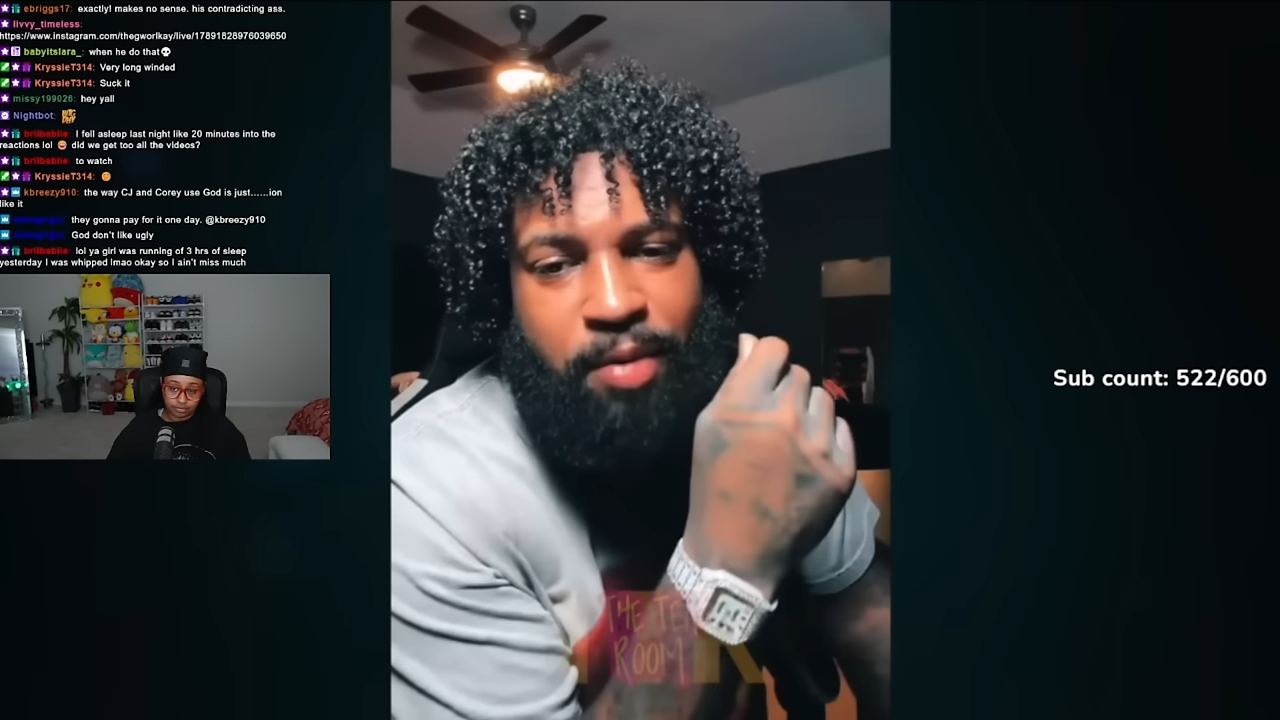 ebriggs17: exactly! makes no sense. his contradicting ass.
livvy_timeless:
https://www.instagram.com/thegworlkay/live/17891828976039650
babyitslara_: when he do that
KryssieT314: Very long winded
KryssieT314: Suck it
missy199026: hey yall
Nightbot:
brilbabiie: I fell asleep last night like 20 minutes into the
reactions lol did we get too all the videos?
brilbabiie: to watch
KryssieT314:
kbreezy910: the way CJ and Corey use God is just……ion
like it
they gonna pay for it one day. @kbreezy910
God don't like ugly
brilbabiie: lol ya girl was running of 3 hrs of sleep
yesterday I was whipped lmao okay so I ain't miss much
Sub count: 522/600
THE TE
ROOM